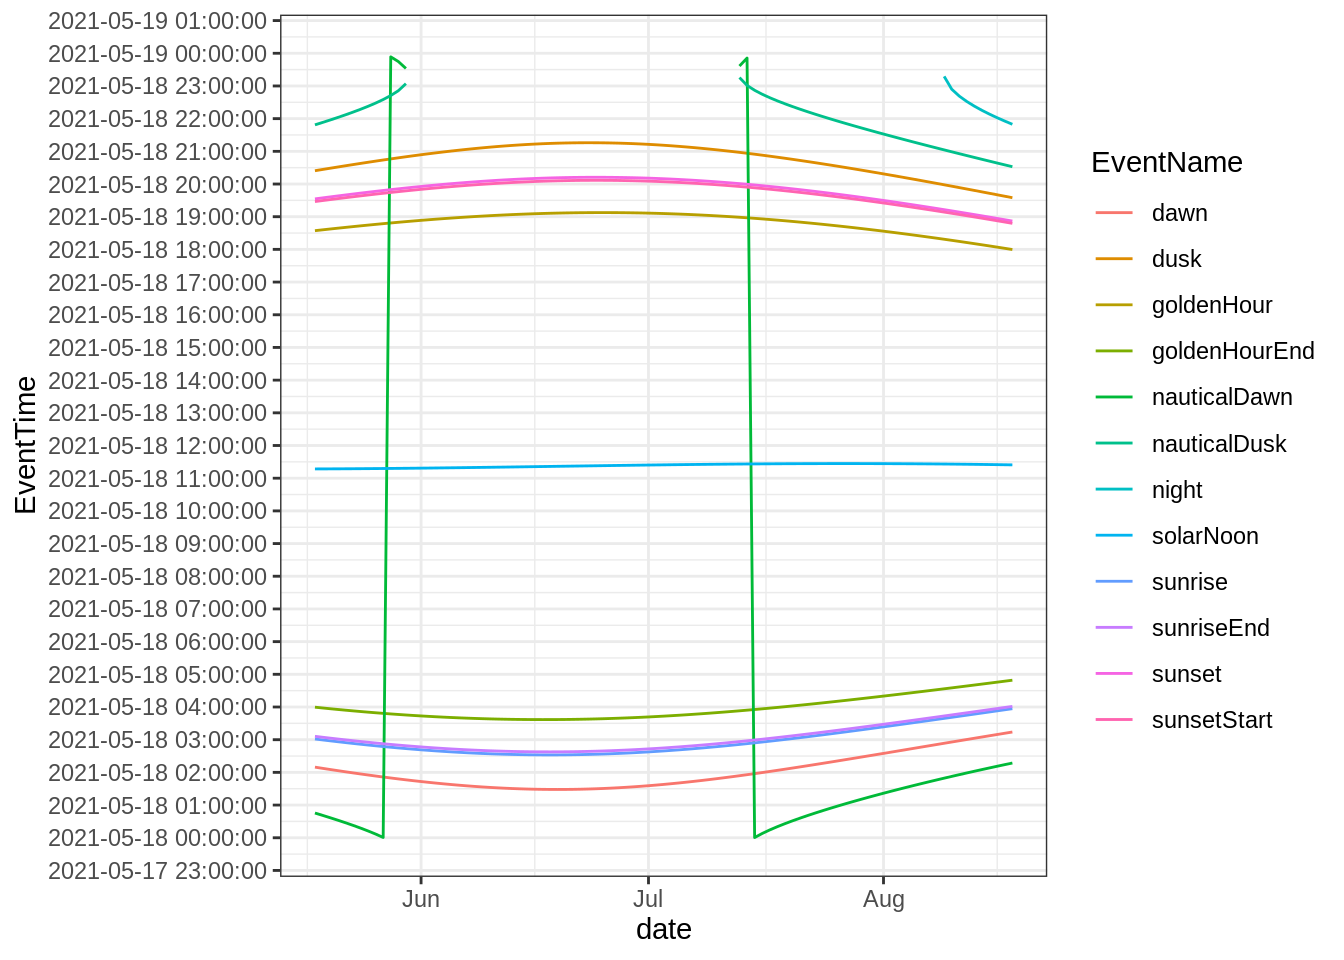 2021-05-19 01:00:00
2021-05-19 00:00:00
2021-05-18 23:00:00
2021-05-18 22:00:00
2021-05-18 21:00:00
2021-05-18 20:00:00
2021-05-18 19:00:00
2021-05-18 18:00:00
2021-05-18 17:00:00
2021-05-18 16:00:00
2021-05-18 15:00:00
2021-05-18 14:00:00
2021-05-18 13:00:00
2021-05-18 12:00:00
2021-05-18 11:00:00
2021-05-18 10:00:00
2021-05-18 09:00:00
2021-05-18 08:00:00
2021-05-18 07:00:00
2021-05-18 06:00:00
2021-05-18 05:00:00
2021-05-18 04:00:00
2021-05-18 03:00:00
2021-05-18 02:00:00
2021-05-18 01:00:00
2021-05-18 00:00:00
2021-05-17 23:00:00
EventTime
Jun Jul Aug
date
EventName
dawn
dusk
goldenHour
goldenHourEnd
nauticalDawn
nauticalDusk
night
solarNoon
sunrise
sunriseEnd
sunset
sunsetStart